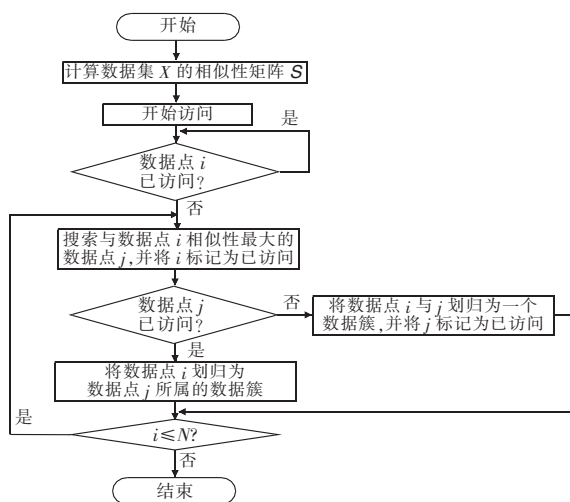 开始
计算数据集 X 的相似性矩阵 S
开始访问
是
数据点 i
已访问?
否
搜索与数据点 i 相似性最大的
数据点 j,并将 i 标记为已访问
数据点 j
已访问?
否
将数据点 i 与 j 划归为一个
数据簇,并将 j 标记为已访问
是
将数据点 i 划归为
数据点 j 所属的数据簇
是
i≤N?
否
结束